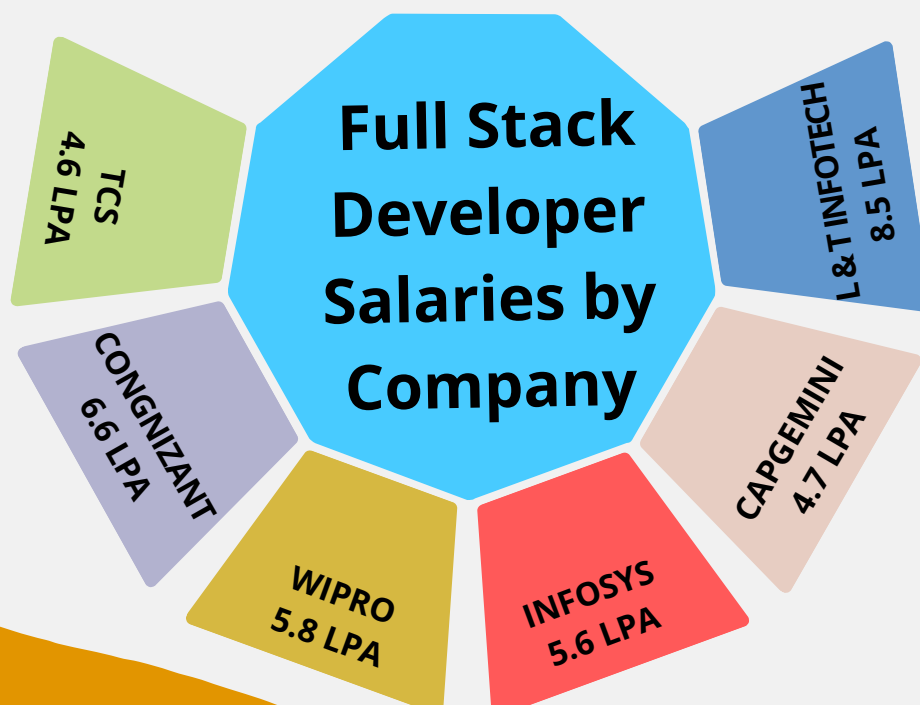 Full Stack
Developer
Salaries by
Company
TCS
4.6 LPA
CONGNIZANT
6.6 LPA
WIPRO
5.8 LPA
INFOSYS
5.6 LPA
CAPGEMINI
4.7 LPA
L & T INFOTECH
8.5 LPA